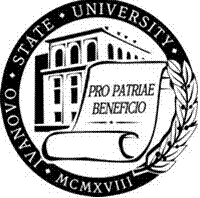 IVANOVO • STATE • UNIVERSITY •
PRO PATRIAE
BENEFICIO
MCMXVIII